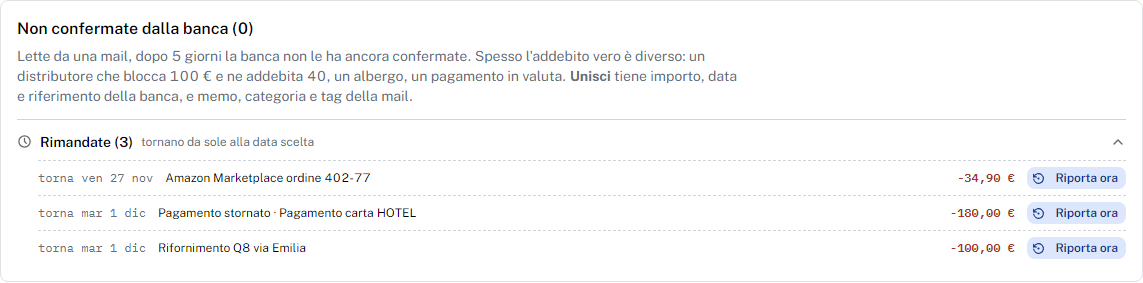 Non confermate dalla banca (0)
Lette da una mail, dopo 5 giorni la banca non le ha ancora confermate. Spesso l'addebito vero è diverso: un
distributore che blocca 100 € e ne addebita 40, un albergo, un pagamento in valuta. Unisci tiene importo, data
e riferimento della banca, e memo, categoria e tag della mail.
Rimandate (3) tornano da sole alla data scelta
torna ven 27 nov Amazon Marketplace ordine 402-77 -34,90 € Riporta ora
torna mar 1 dic Pagamento stornato · Pagamento carta HOTEL -180,00 € Riporta ora
torna mar 1 dic Rifornimento Q8 via Emilia -100,00 € Riporta ora